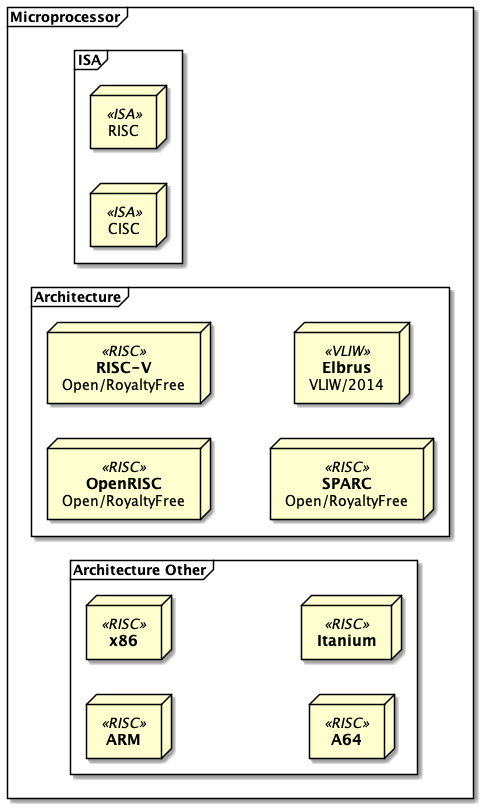 Microprocessor
ISA
«ISA»
RISC
«ISA»
CISC
Architecture
«RISC»
RISC-V
Open/RoyaltyFree
«VLIW»
Elbrus
VLIW/2014
«RISC»
OpenRISC
Open/RoyaltyFree
«RISC»
SPARC
Open/RoyaltyFree
Architecture Other
«RISC»
x86
«RISC»
Itanium
«RISC»
ARM
«RISC»
A64